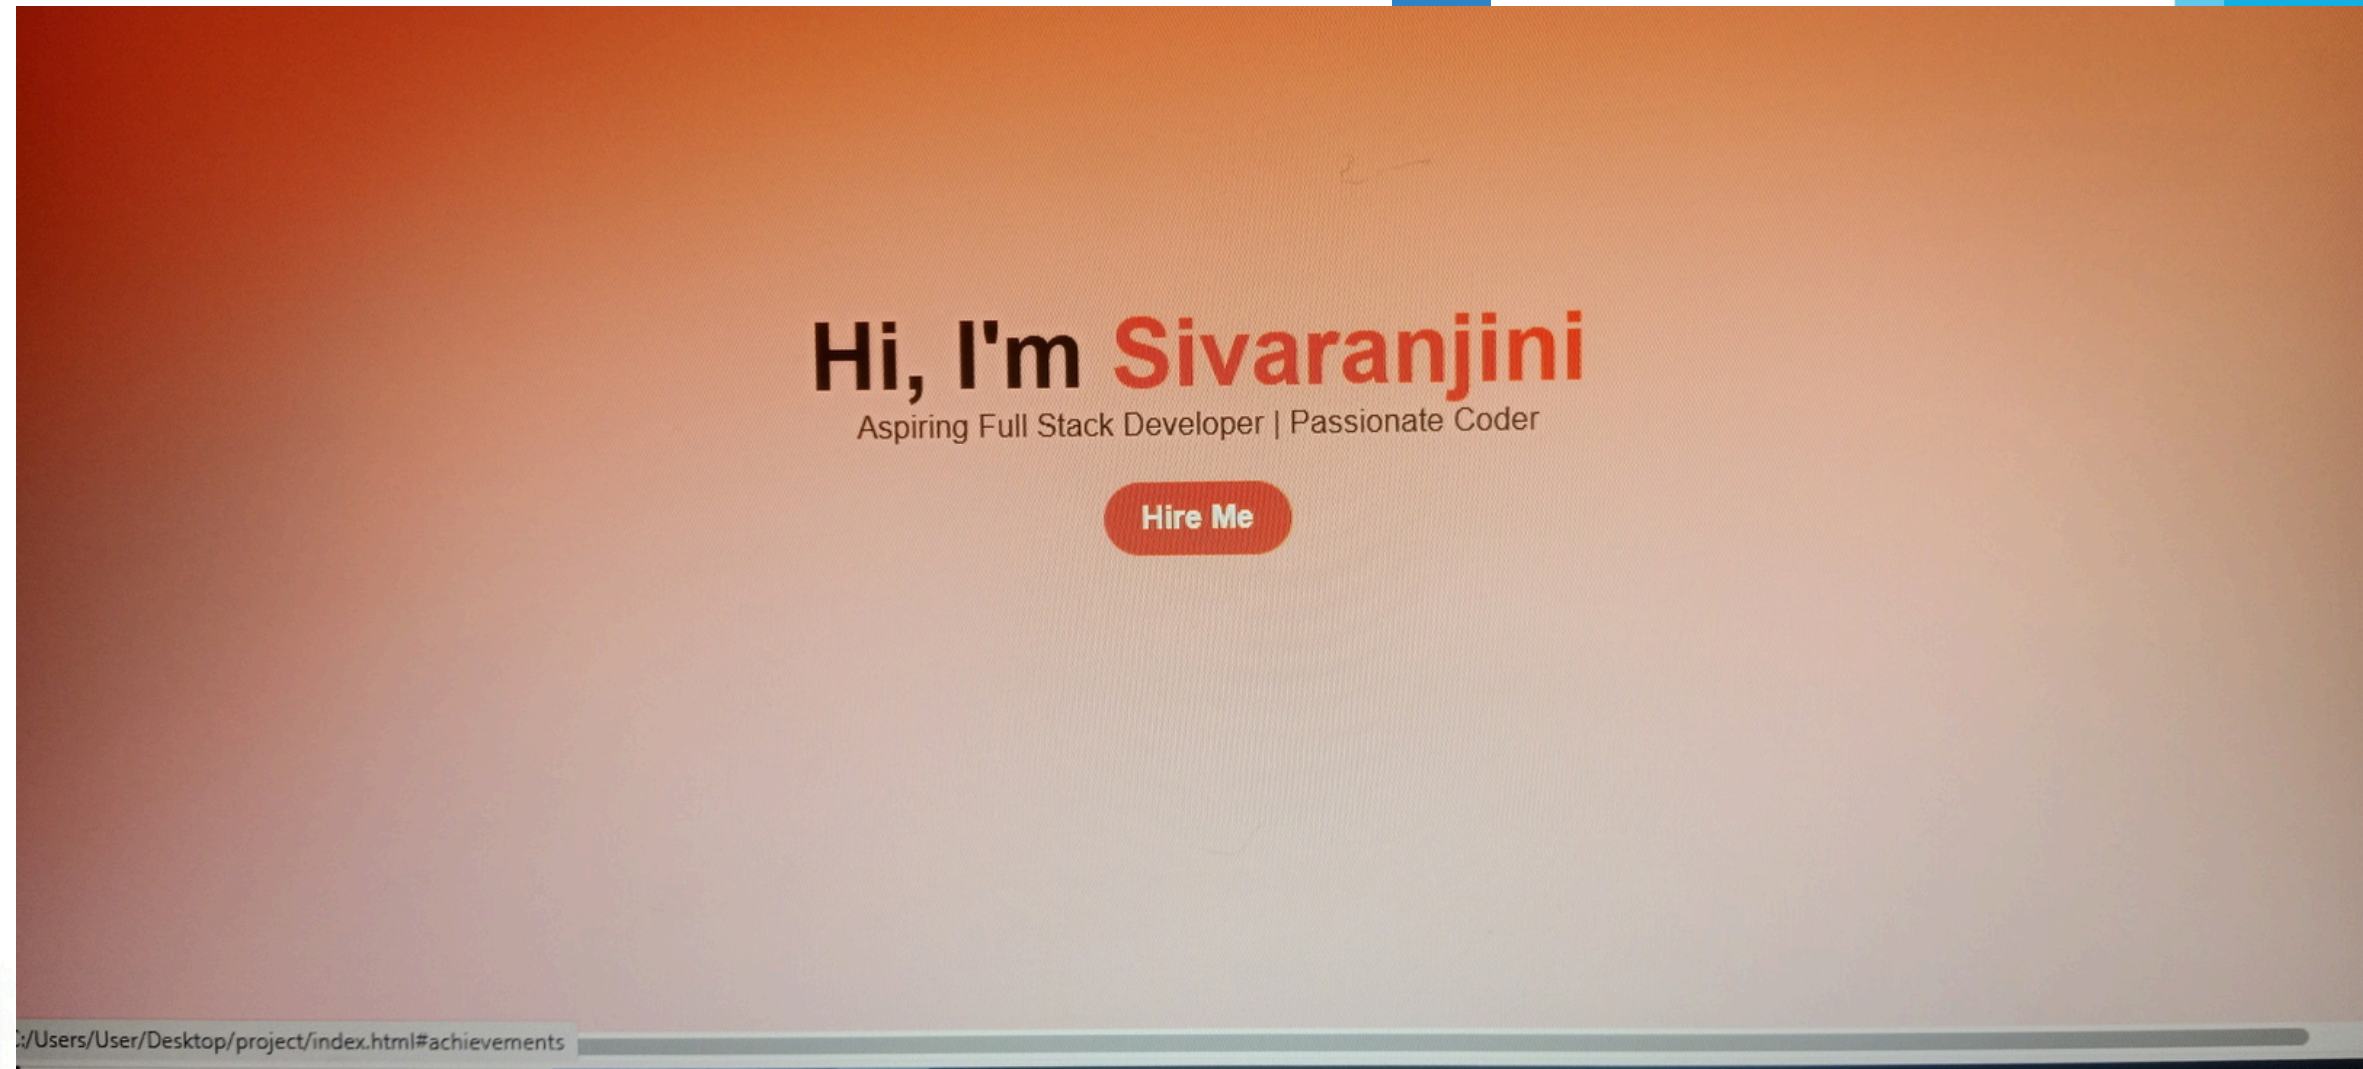 Hi, I'm Sivaranjini
Aspiring Full Stack Developer | Passionate Coder
Hire Me
:/Users/User/Desktop/project/index.html#achievements